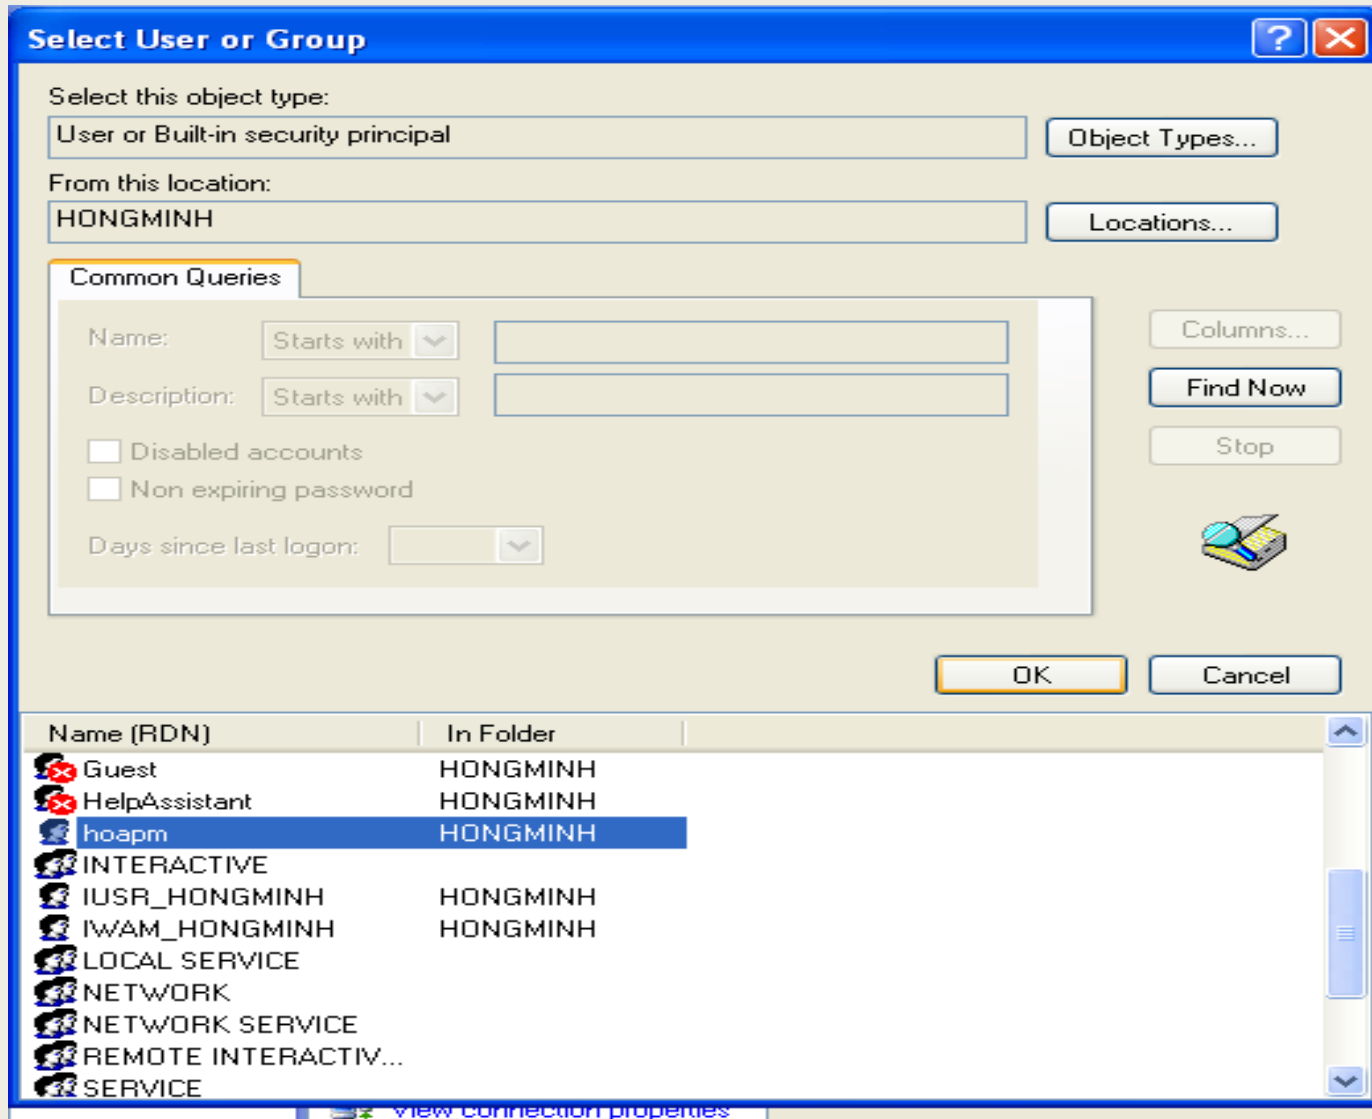 Select User or Group
Select this object type:
User or Built-in security principal
Object Types...
From this location:
HONGMINH
Locations...
Common Queries
Name: Starts with
Columns...
Description: Starts with
Find Now
Disabled accounts
Stop
Non expiring password
Days since last logon:
OK Cancel
Name (RDN) In Folder
Guest HONGMINH
HelpAssistant HONGMINH
hoapm HONGMINH
INTERACTIVE
IUSR_HONGMINH HONGMINH
IWAM_HONGMINH HONGMINH
LOCAL SERVICE
NETWORK
NETWORK SERVICE
REMOTE INTERACTIV...
SERVICE
View connection properties